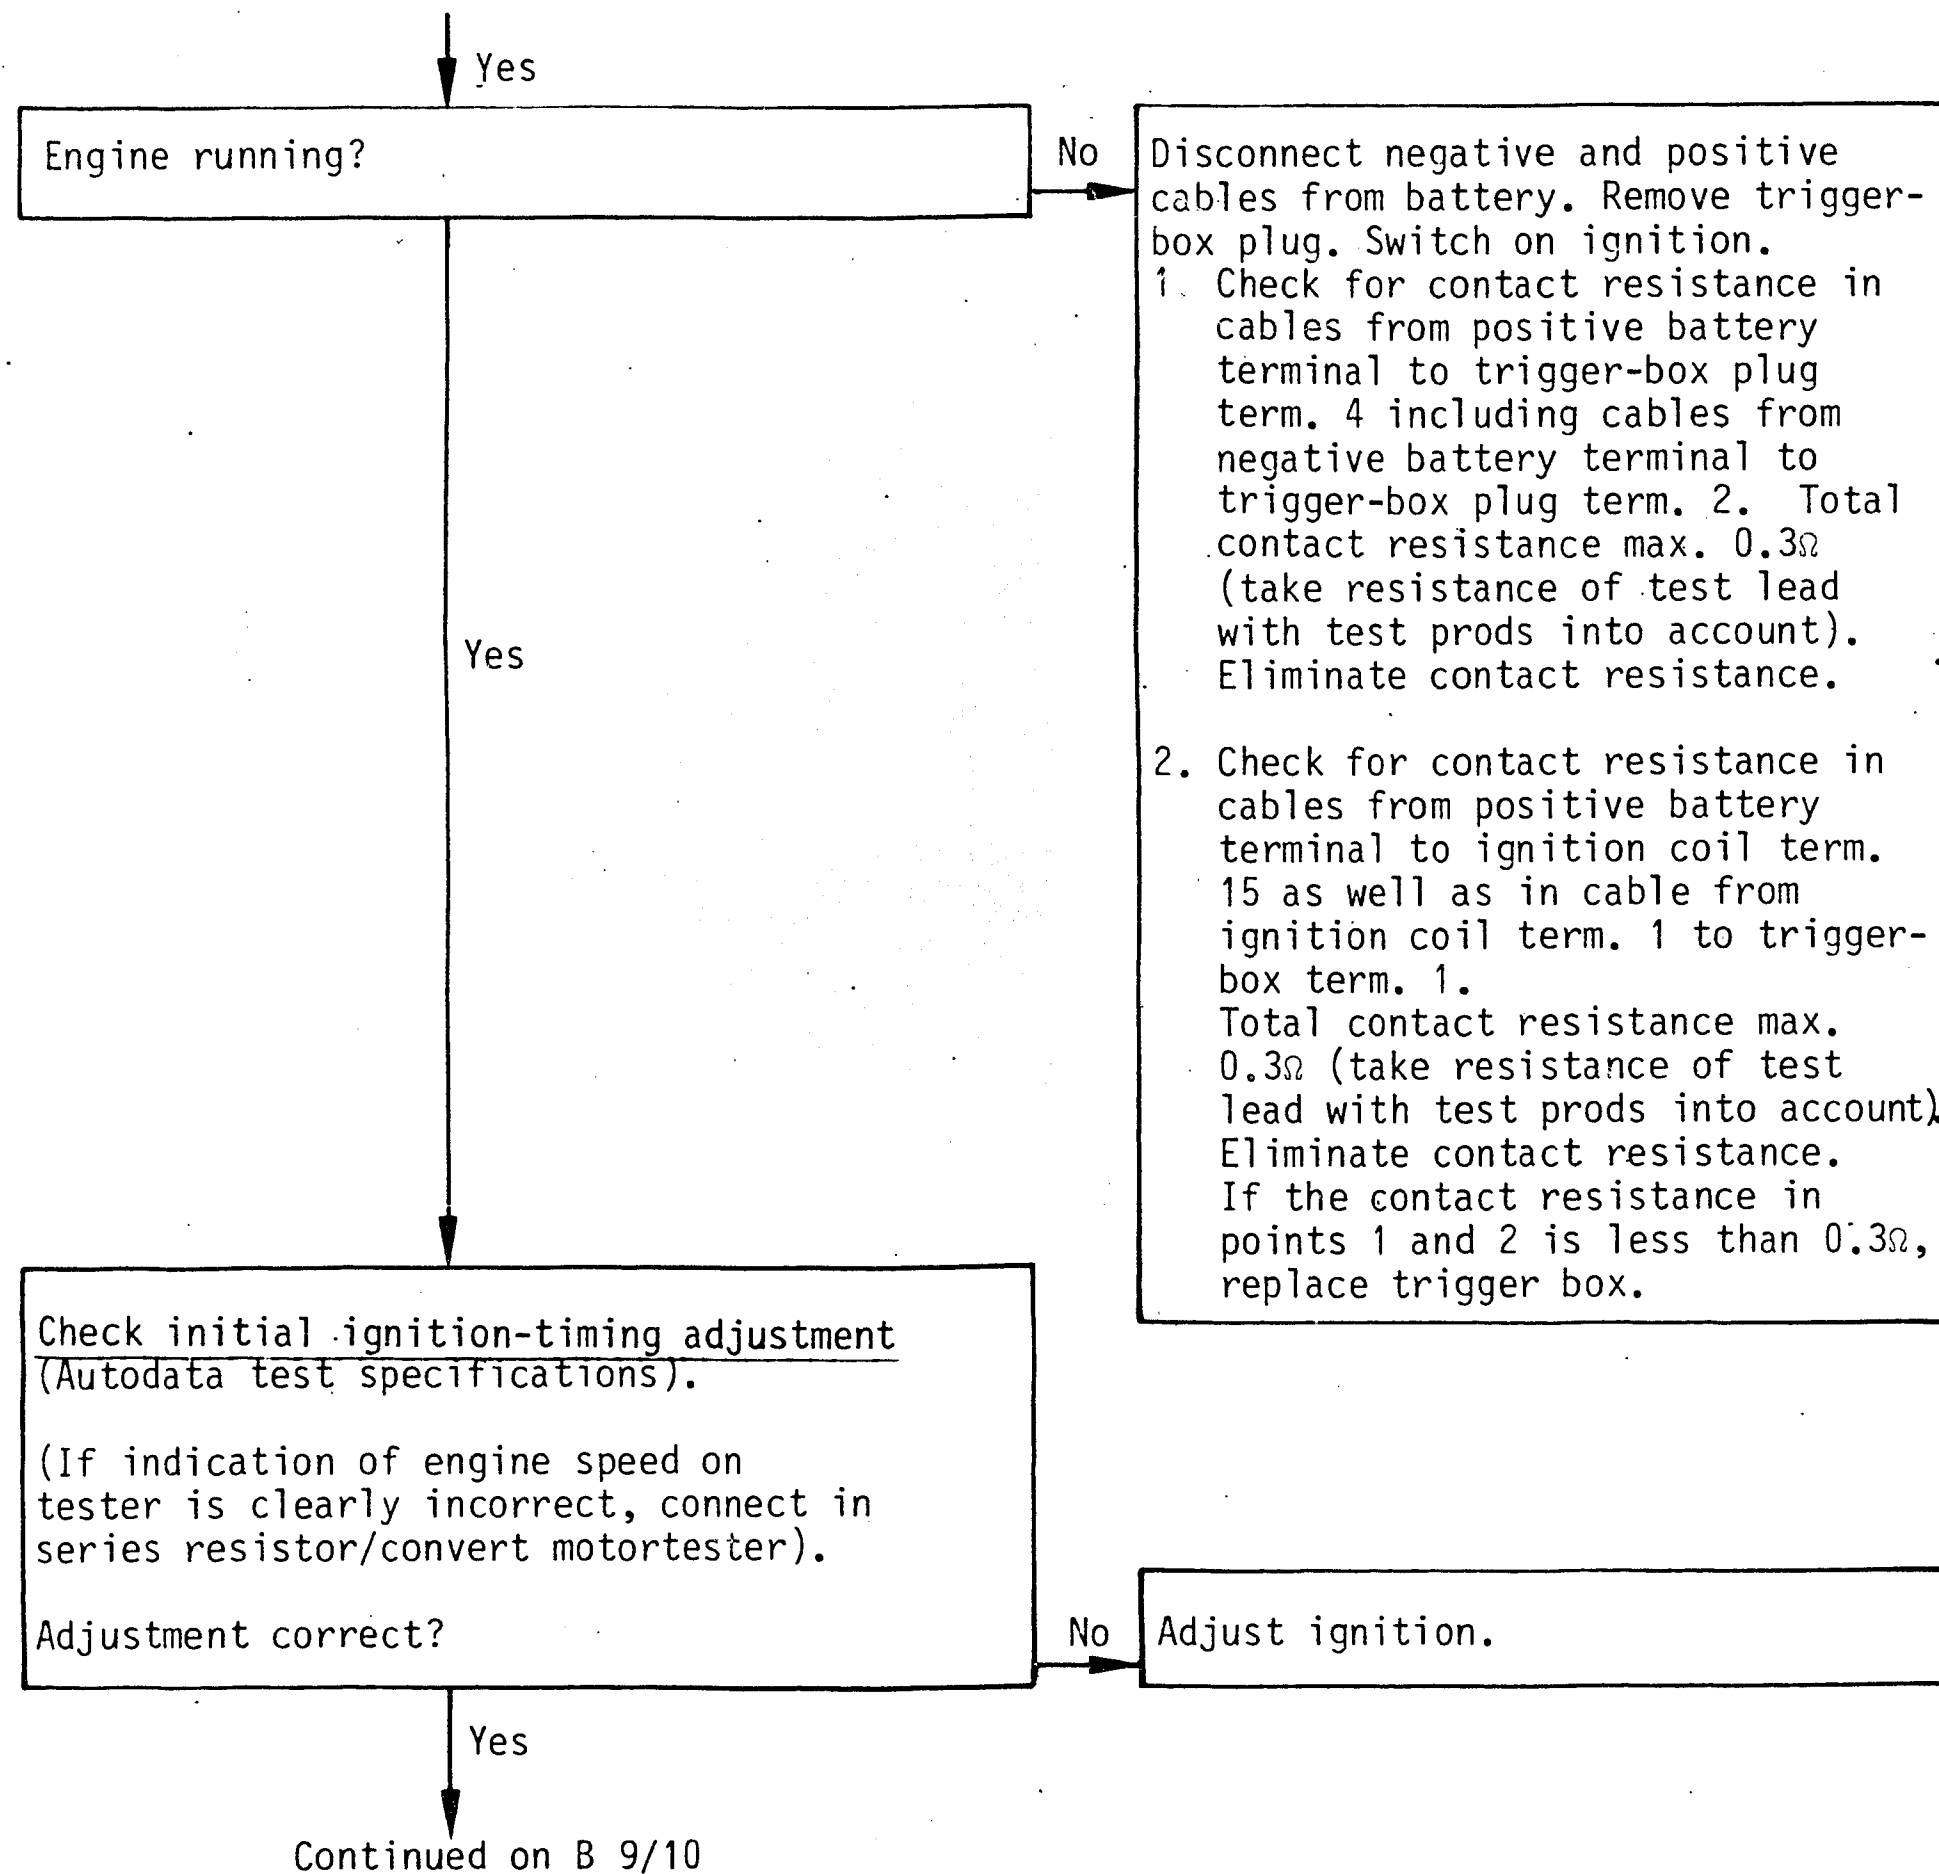 Yes
Engine running?
No
Disconnect negative and positive
cables from battery. Remove trigger-
box plug. Switch on ignition.
1. Check for contact resistance in
cables from positive battery
terminal to trigger-box plug
term. 4 including cables from
negative battery terminal to
trigger-box plug term. 2. Total
contact resistance max. 0.3Ω
(take resistance of test lead
with test prods into account).
Eliminate contact resistance.
2. Check for contact resistance in
cables from positive battery
terminal to ignition coil term.
15 as well as in cable from
ignition coil term. 1 to trigger-
box term. 1.
Total contact resistance max.
0.3Ω (take resistance of test
lead with test prods into account)
Eliminate contact resistance.
If the contact resistance in
points 1 and 2 is less than 0.3Ω,
replace trigger box.
Yes
Check initial ignition-timing adjustment
(Autodata test specifications).
(If indication of engine speed on
tester is clearly incorrect, connect in
series resistor/convert motortester).
Adjustment correct?
No
Adjust ignition.
Yes
Continued on B 9/10